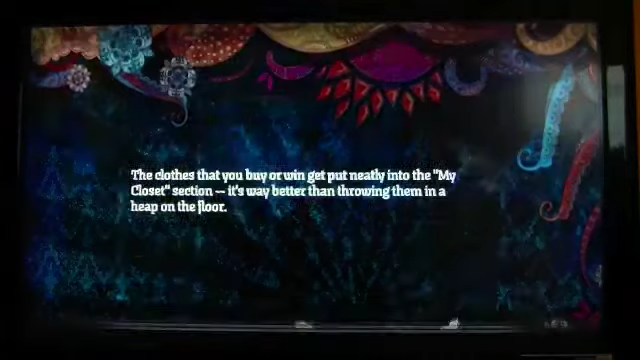 The clothes that you buy or win get put neatly into the "My
Closet" section -- it's way better than throwing them in a
heap on the floor.